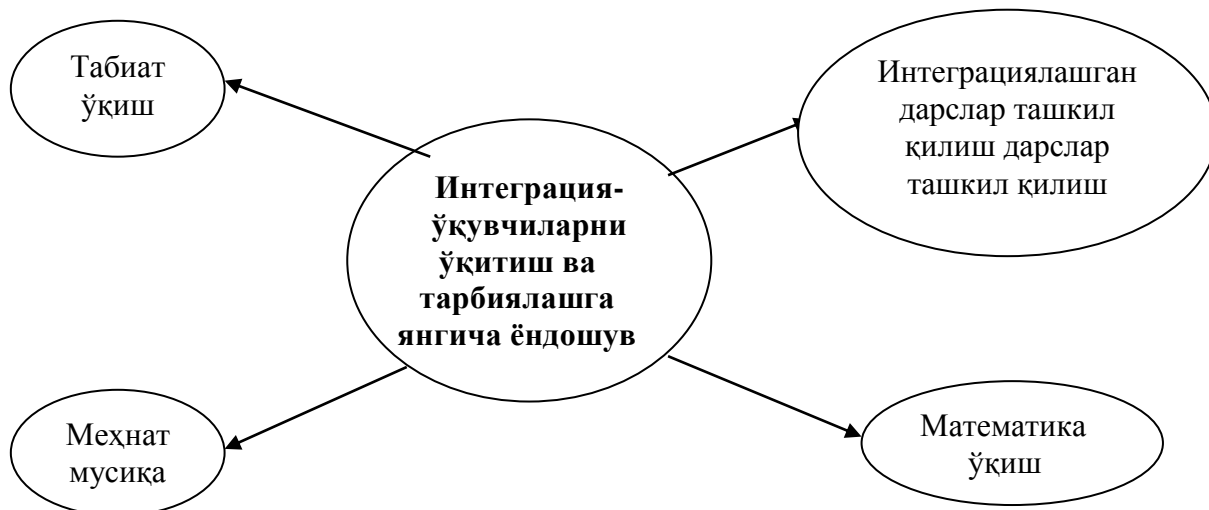 Табиат
ўқиш
Интеграциялашган
дарслар ташкил
қилиш дарслар
ташкил қилиш
Интеграция-
ўқувчиларни
ўқитиш ва
тарбиялашга
янгича ёндошув
Меҳнат
мусиқа
Математика
ўқиш